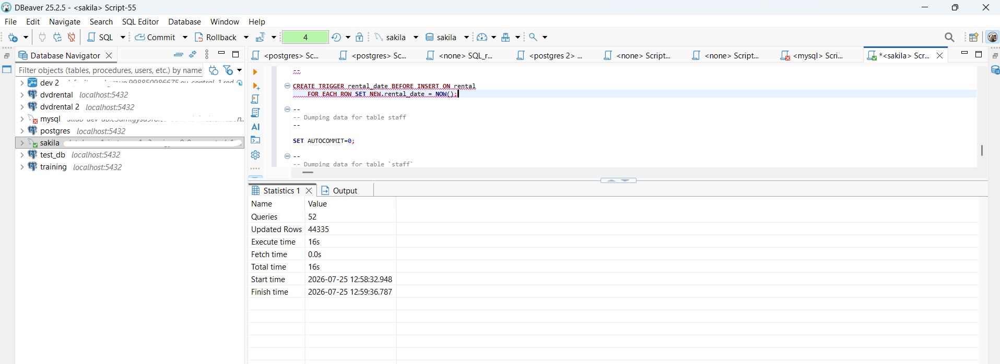 DBeaver 25.2.5 - <sakila> Script-55
File Edit Navigate Search SQL Editor Database Window Help
SQL Commit Rollback 4 sakila sakila
Database Navigator
<postgres> Sc... <postgres> Sc... <none> SQL_r... <postgres 2> ... <none> Script... <none> Script... <mysql> Scri... *<sakila> Scr...
Filter objects (tables, procedures, users, etc.) by name
dev 2
dvdrental localhost:5432
dvdrental 2 localhost:5432
mysql
postgres localhost:5432
sakila
test_db localhost:5432
training localhost:5432
AI
--
CREATE TRIGGER rental_date BEFORE INSERT ON rental
FOR EACH ROW SET NEW.rental_date = NOW();
--
-- Dumping data for table staff
--
SET AUTOCOMMIT=0;
--
-- Dumping data for table `staff`
Statistics 1 Output
Name Value
Queries 52
Updated Rows 44335
Execute time 16s
Fetch time 0.0s
Total time 16s
Start time 2026-07-25 12:58:32.948
Finish time 2026-07-25 12:59:36.787